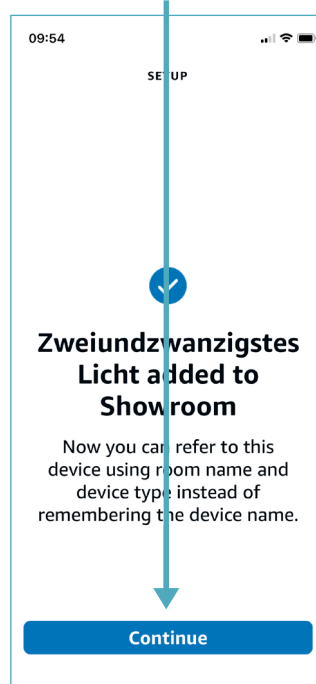 09:54
SETUP
Zweiundzwanzigstes
Licht added to
Showroom
Now you can refer to this
device using room name and
device type instead of
remembering the device name.
Continue